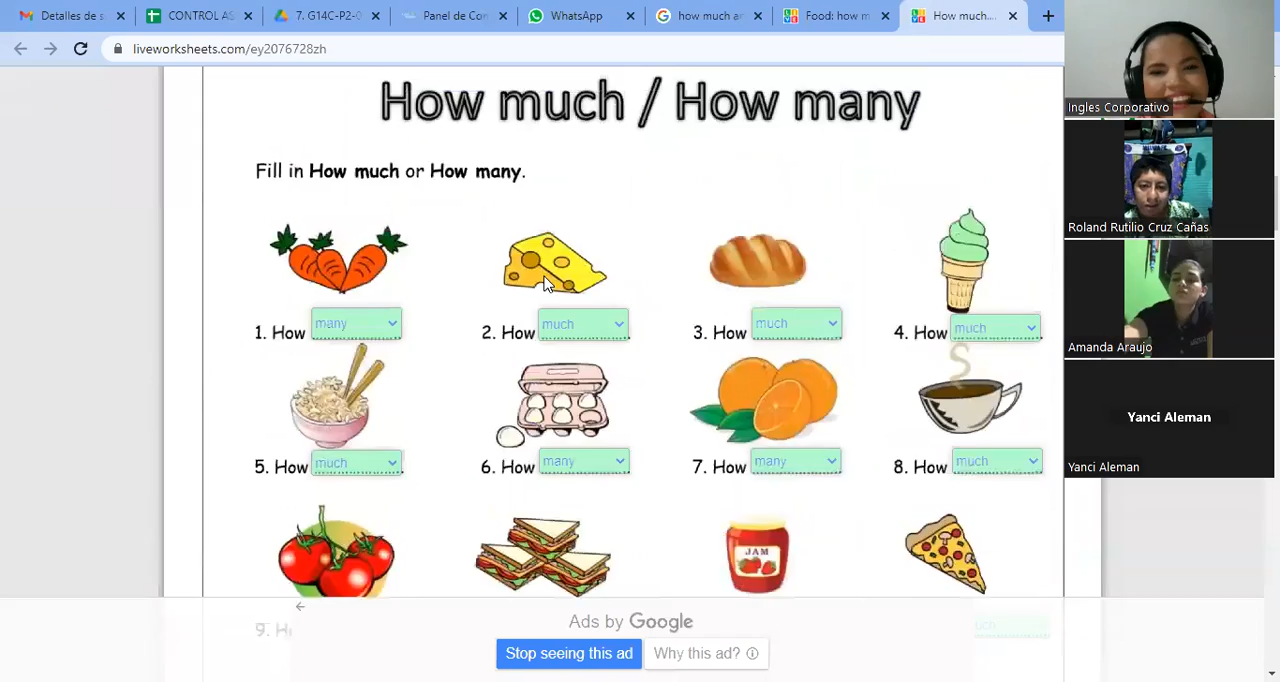 Detalles de s
CONTROL AS
7. G14C-P2-0
Panel de Con
WhatsApp
how much a
Food: how m
How much....
liveworksheets.com/ey2076728zh
How much / How many
Fill in How much or How many.
1. How many
2. How much
3. How much
4. How much
5. How much
6. How many
7. How many
8. How much
JAM
9. H
Ads by Google
Stop seeing this ad
Why this ad?
Ingles Corporativo
Roland Rutilio Cruz Cañas
Amanda Araujo
Yanci Aleman
Yanci Aleman